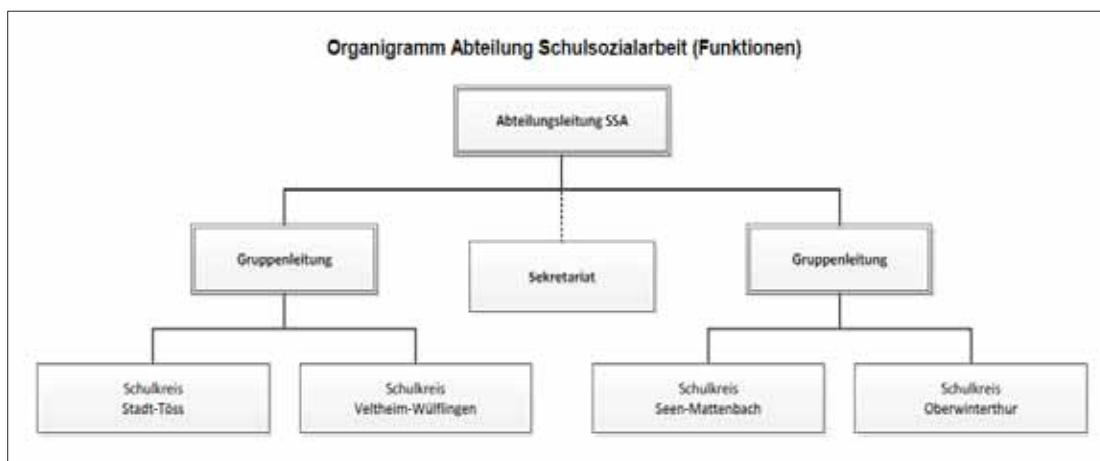 Organigramm Abteilung Schulsozialarbeit (Funktionen)
Abteilungsleitung SSA
Gruppenleitung
Sekretariat
Gruppenleitung
Schulkreis
Stadt-Töss
Schulkreis
Veltheim-Wülflingen
Schulkreis
Seen-Mattenbach
Schulkreis
Oberwinterthur